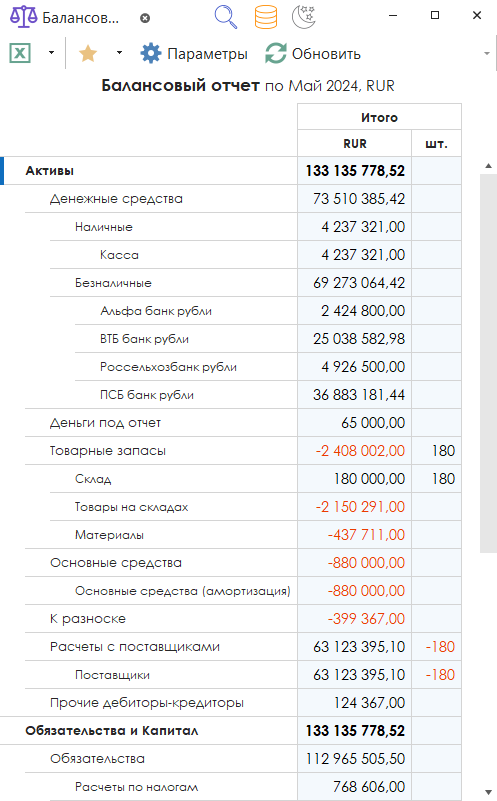 Балансов...
Параметры Обновить
Балансовый отчет по Май 2024, RUR
Итого
RUR шт.
Активы 133 135 778,52
Денежные средства 73 510 385,42
Наличные 4 237 321,00
Касса 4 237 321,00
Безналичные 69 273 064,42
Альфа банк рубли 2 424 800,00
ВТБ банк рубли 25 038 582,98
Россельхозбанк рубли 4 926 500,00
ПСБ банк рубли 36 883 181,44
Деньги под отчет 65 000,00
Товарные запасы -2 408 002,00 180
Склад 180 000,00 180
Товары на складах -2 150 291,00
Материалы -437 711,00
Основные средства -880 000,00
Основные средства (амортизация) -880 000,00
К разноске -399 367,00
Расчеты с поставщиками 63 123 395,10 -180
Поставщики 63 123 395,10 -180
Прочие дебиторы-кредиторы 124 367,00
Обязательства и Капитал 133 135 778,52
Обязательства 112 965 505,50
Расчеты по налогам 768 606,00